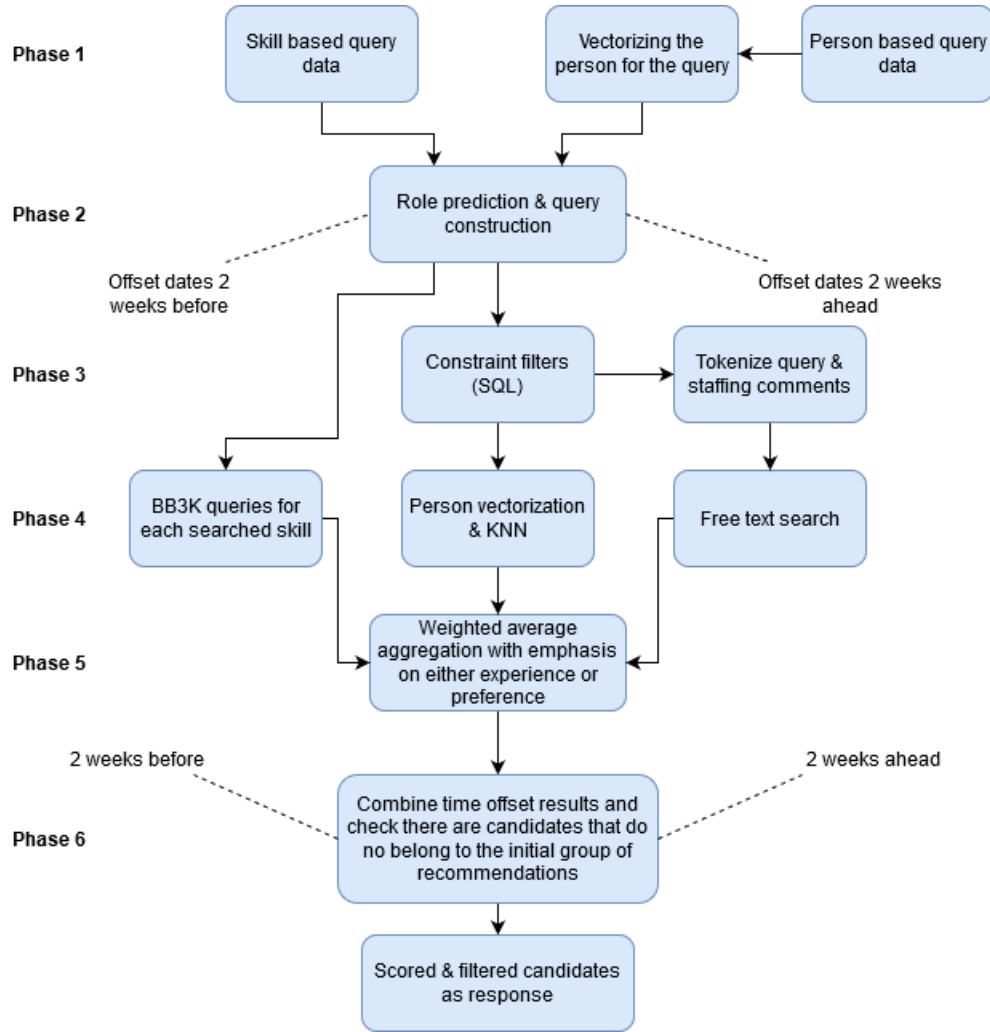 Phase 1
Skill based query
data
Vectorizing the
person for the query
Person based query
data
Phase 2
Role prediction & query
construction
Offset dates 2
weeks before
Offset dates 2 weeks
ahead
Phase 3
Constraint filters
(SQL)
Tokenize query &
staffing comments
Phase 4
BB3K queries for
each searched skill
Person vectorization
& KNN
Free text search
Phase 5
Weighted average
aggregation with emphasis
on either experience or
preference
2 weeks before
2 weeks ahead
Phase 6
Combine time offset results and
check there are candidates that do
no belong to the initial group of
recommendations
Scored & filtered candidates
as response